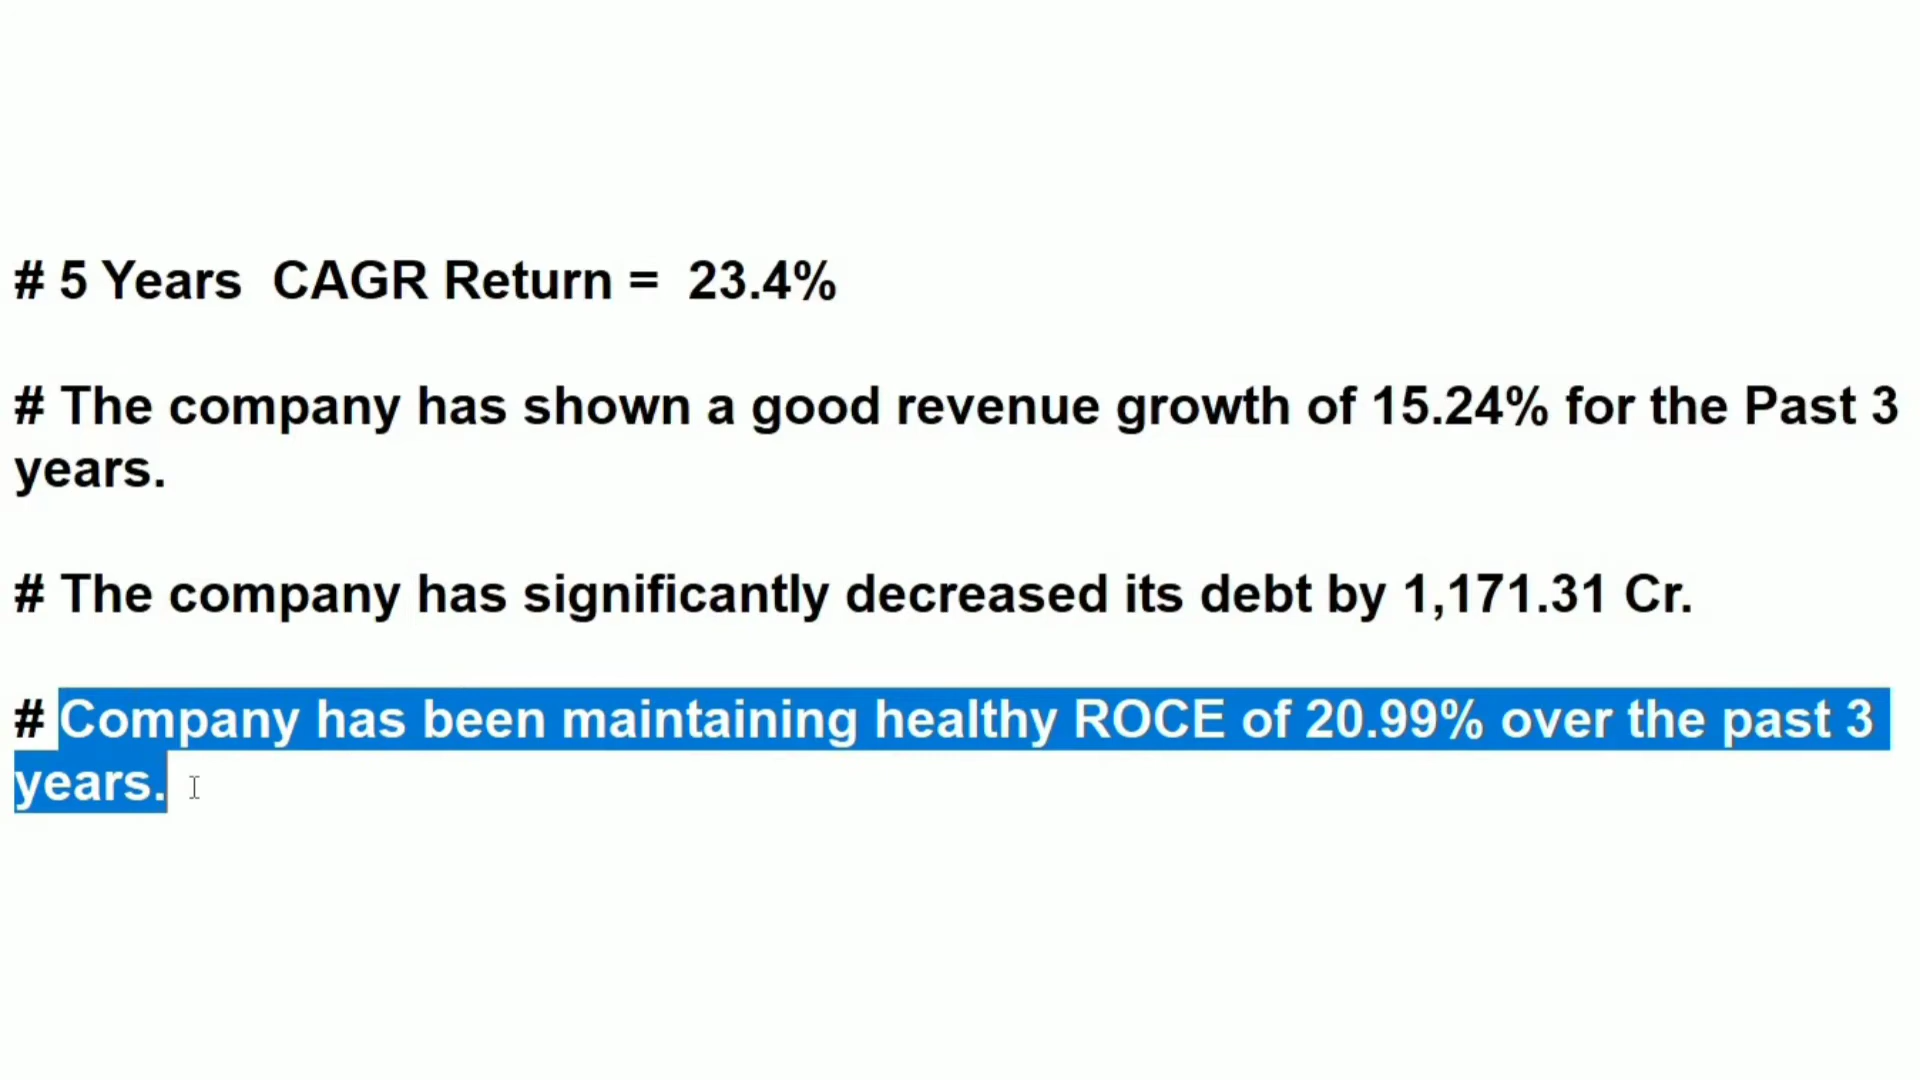 # 5 Years  CAGR Return =  23.4%
# The company has shown a good revenue growth of 15.24% for the Past 3
years.
# The company has significantly decreased its debt by 1,171.31 Cr.
# Company has been maintaining healthy ROCE of 20.99% over the past 3
years.